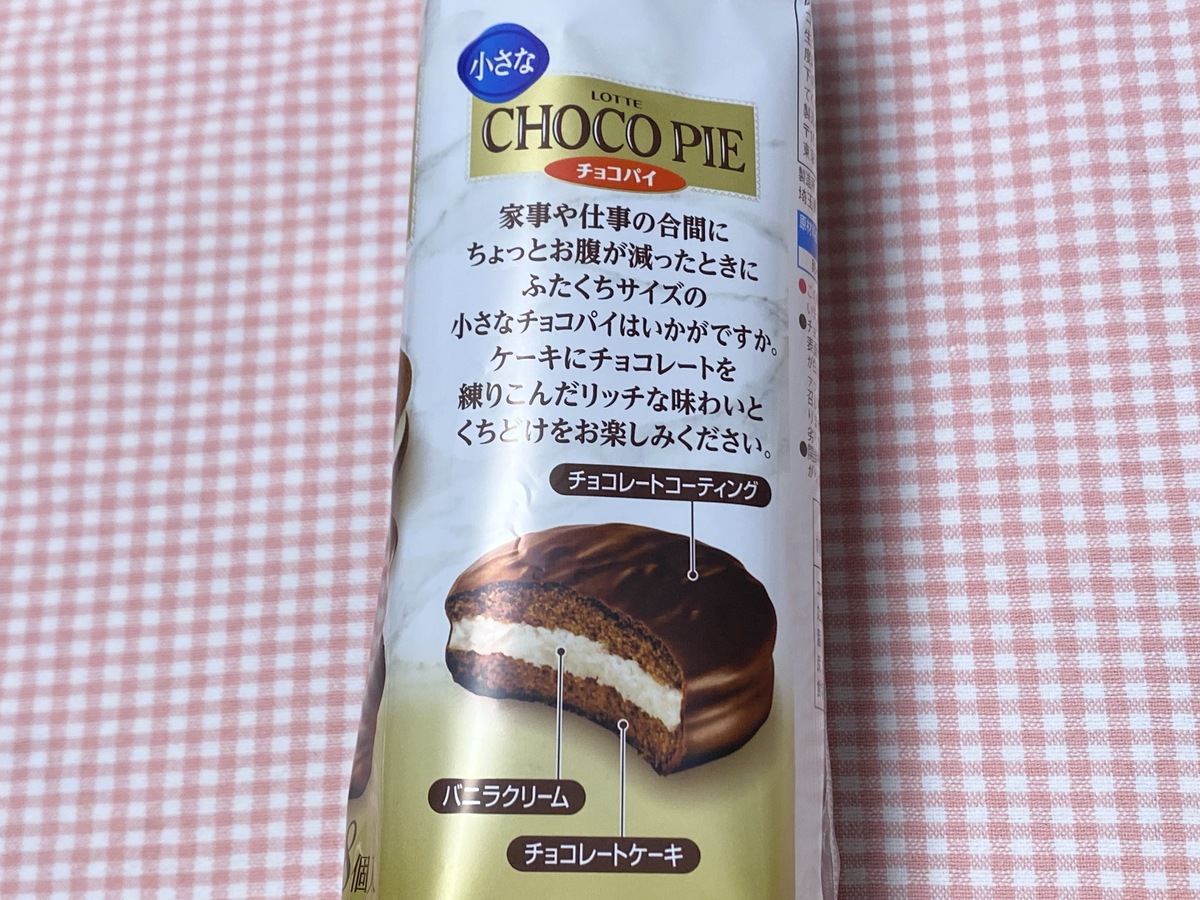 小さな
LOTTE
CHOCO PIE
チョコパイ
家事や仕事の合間に
ちょっとお腹が減ったときに
ふたくちサイズの
小さなチョコパイはいかがですか。
ケーキにチョコレートを
練りこんだリッチな味わいと
くちどけをお楽しみください。
チョコレートコーティング
バニラクリーム
チョコレートケーキ
8個